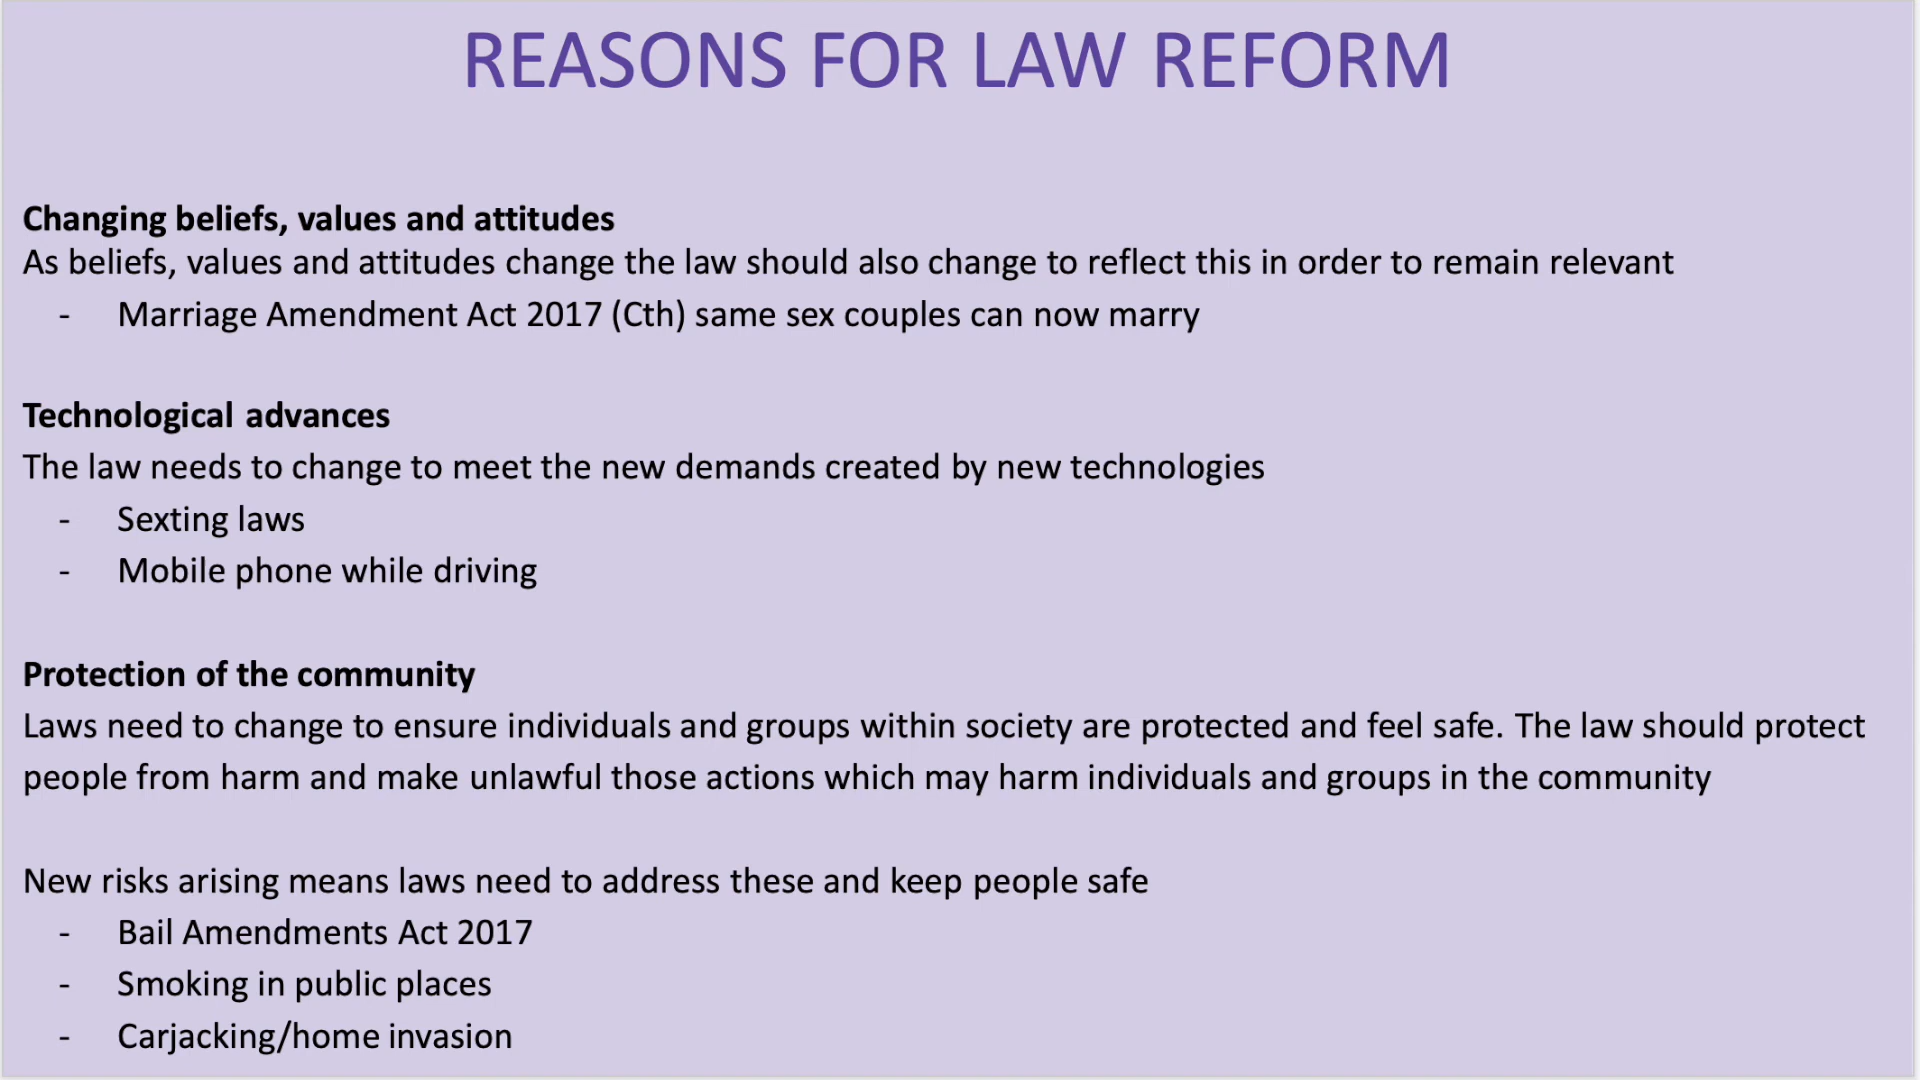 REASONS FOR LAW REFORM
Changing beliefs, values and attitudes
As beliefs, values and attitudes change the law should also change to reflect this in order to remain relevant
- Marriage Amendment Act 2017 (Cth) same sex couples can now marry
Technological advances
The law needs to change to meet the new demands created by new technologies
- Sexting laws
- Mobile phone while driving
Protection of the community
Laws need to change to ensure individuals and groups within society are protected and feel safe. The law should protect
people from harm and make unlawful those actions which may harm individuals and groups in the community
New risks arising means laws need to address these and keep people safe
- Bail Amendments Act 2017
- Smoking in public places
- Carjacking/home invasion